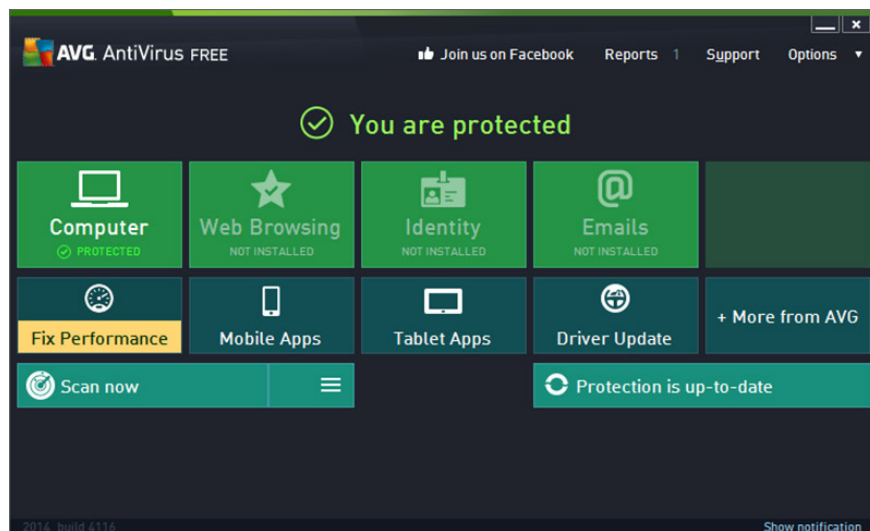 AVG. AntiVirus FREE
Join us on Facebook
Reports 1
Support
Options
You are protected
Computer
PROTECTED
Web Browsing
NOT INSTALLED
Identity
NOT INSTALLED
Emails
NOT INSTALLED
Fix Performance
Mobile Apps
Tablet Apps
Driver Update
+ More from AVG
Scan now
Protection is up-to-date
2014 build 4116
Show notification